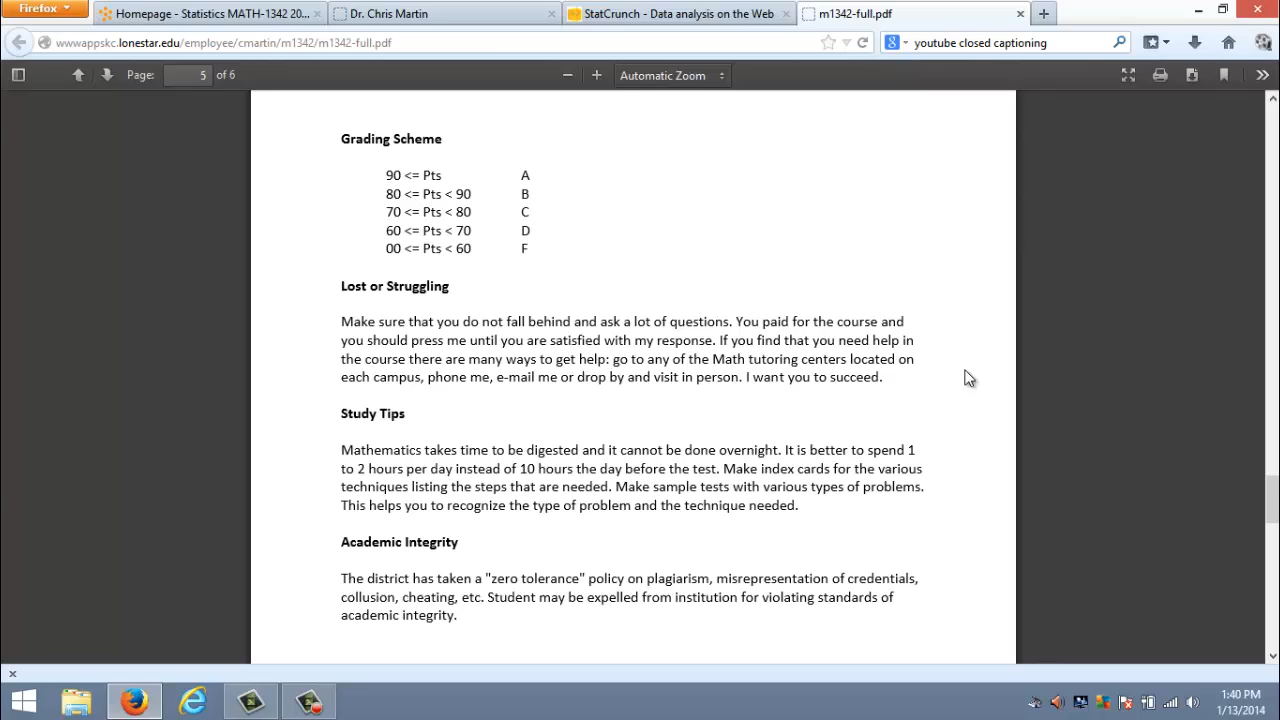 Firefox
Homepage - Statistics MATH-1342 20...
Dr. Chris Martin
StatCrunch - Data analysis on the Web
m1342-full.pdf
wwwappskc.lonestar.edu/employee/cmartin/m1342/m1342-full.pdf
youtube closed captioning
Page: 5 of 6
Automatic Zoom
Grading Scheme
90 <= Pts A
80 <= Pts < 90 B
70 <= Pts < 80 C
60 <= Pts < 70 D
00 <= Pts < 60 F
Lost or Struggling
Make sure that you do not fall behind and ask a lot of questions. You paid for the course and
you should press me until you are satisfied with my response. If you find that you need help in
the course there are many ways to get help: go to any of the Math tutoring centers located on
each campus, phone me, e-mail me or drop by and visit in person. I want you to succeed.
Study Tips
Mathematics takes time to be digested and it cannot be done overnight. It is better to spend 1
to 2 hours per day instead of 10 hours the day before the test. Make index cards for the various
techniques listing the steps that are needed. Make sample tests with various types of problems.
This helps you to recognize the type of problem and the technique needed.
Academic Integrity
The district has taken a "zero tolerance" policy on plagiarism, misrepresentation of credentials,
collusion, cheating, etc. Student may be expelled from institution for violating standards of
academic integrity.
1:40 PM
1/13/2014